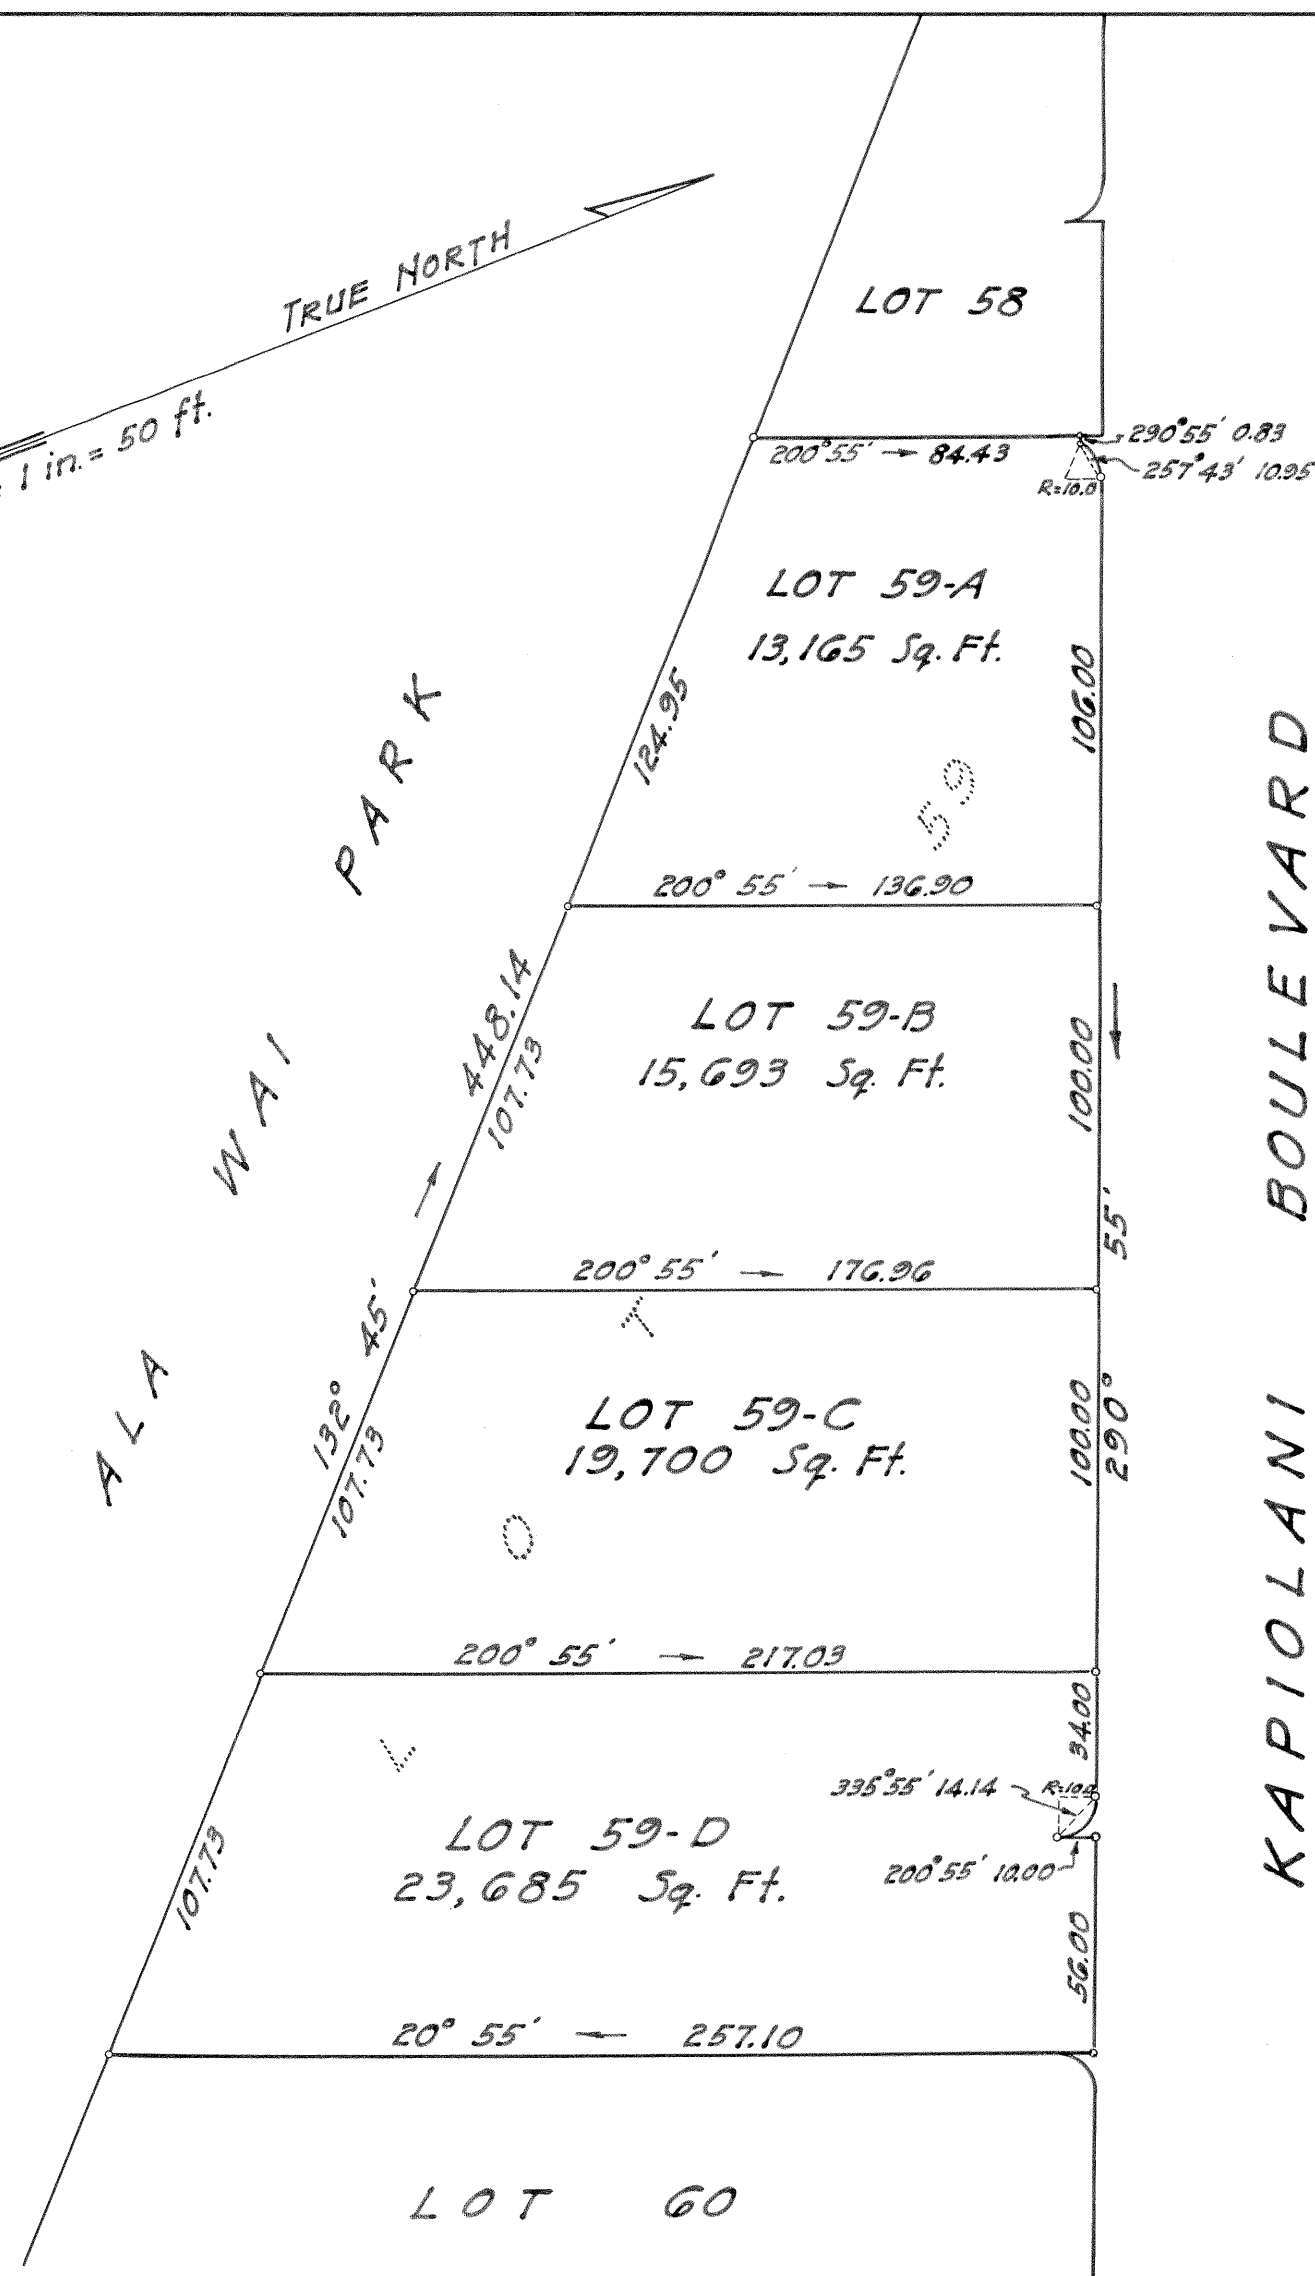 TRUE NORTH
1 in. = 50 ft.
LOT 58
290°55' 0.83
200°55' → 84.43
257°43' 10.95
R=10.0
LOT 59-A
13,165 Sq. Ft.
124.95
106.00
200° 55' → 136.90
LOT 59-B
15,693 Sq. Ft.
448.14
107.73
100.00
200° 55' → 176.96
LOT 59-C
19,700 Sq. Ft.
132° 45'
107.73
100.00
290° 55'
200° 55' → 217.03
34.00
335°55' 14.14
R=10.0
LOT 59-D
23,685 Sq. Ft.
200°55' 10.00
107.73
56.00
20° 55' ← 257.10
LOT 60
LOT 59
ALA WAI PARK
KAPIOLANI BOULEVARD